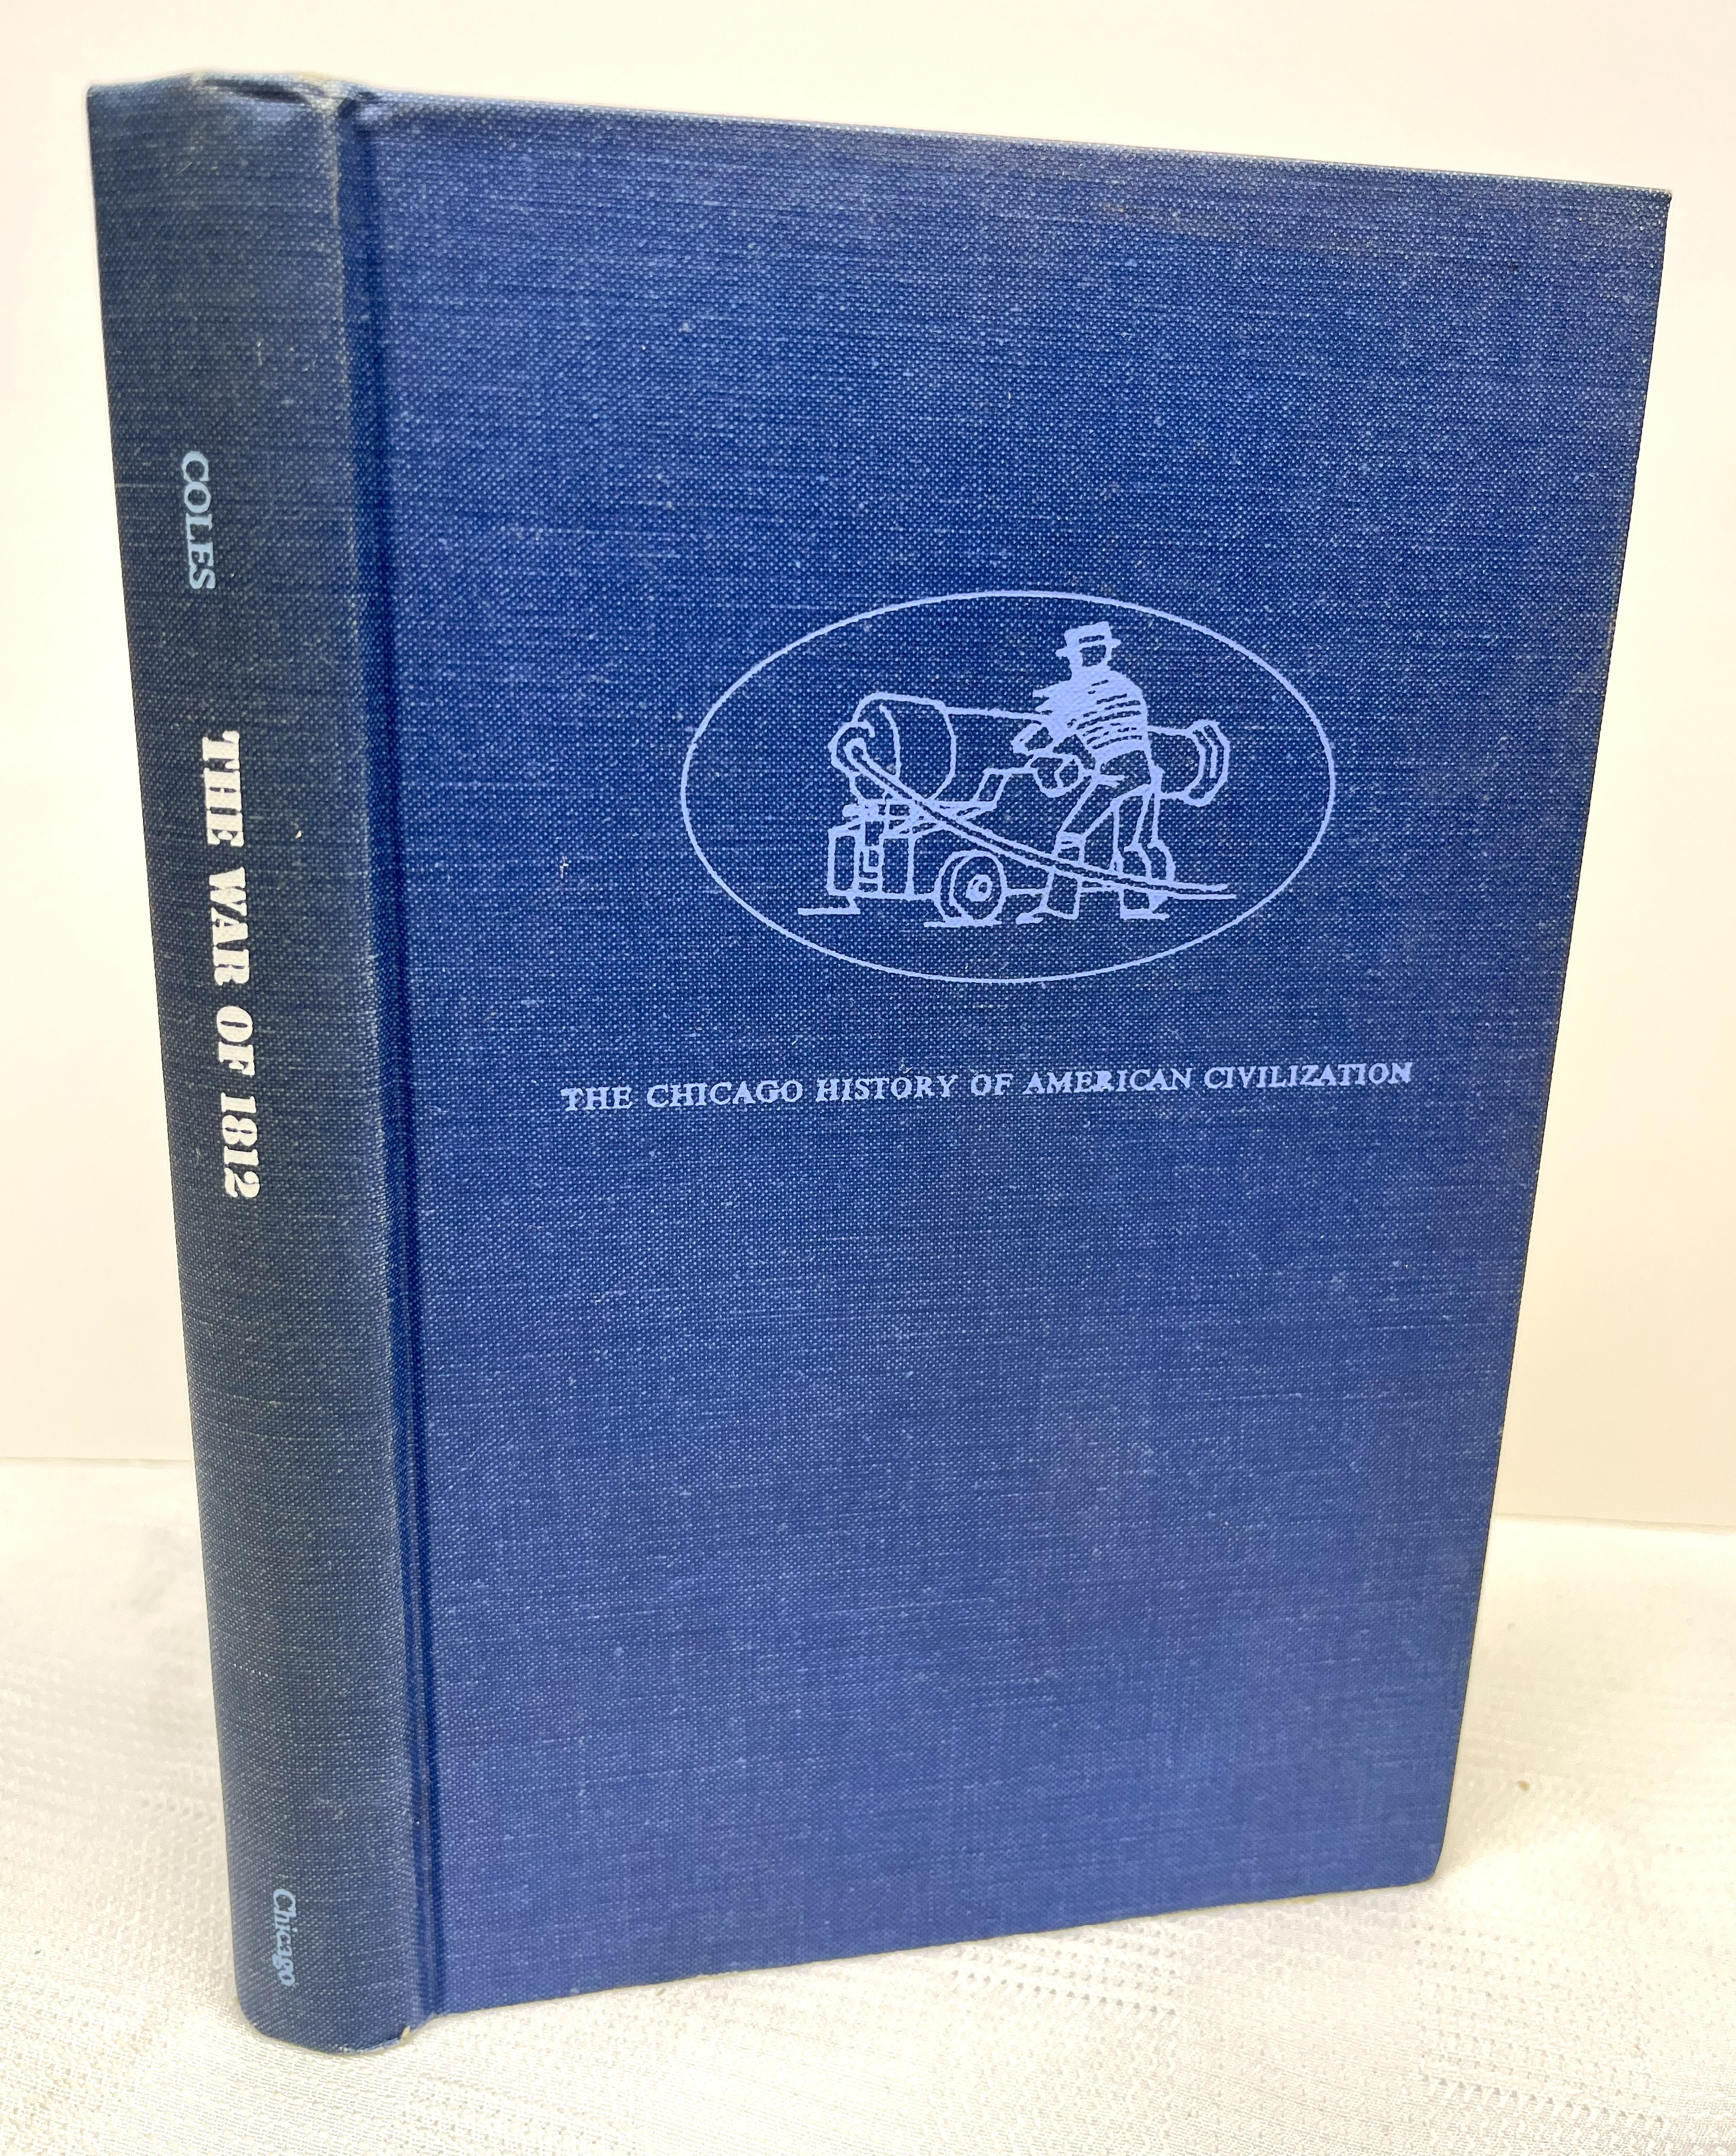 COLES
THE WAR OF 1812
Chicago
THE CHICAGO HISTORY OF AMERICAN CIVILIZATION